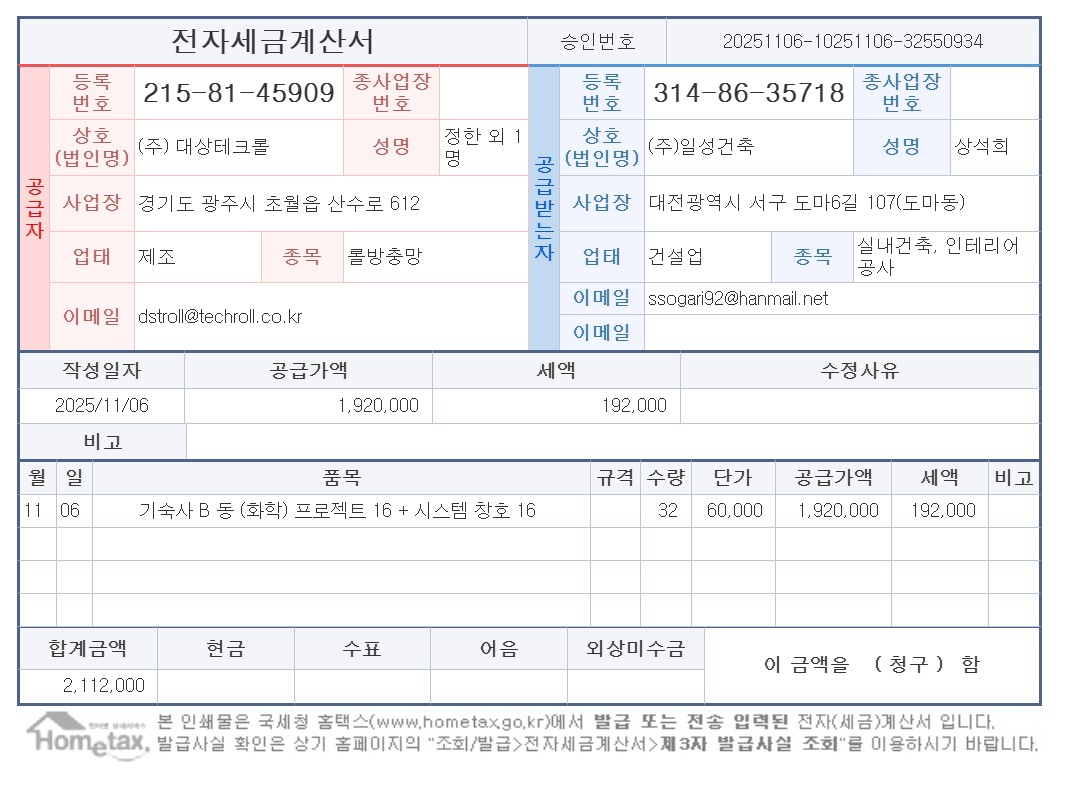 전자세금계산서 승인번호 20251106-10251106-32550934
공급자
등록번호 215-81-45909 종사업장번호
상호(법인명) (주) 대상테크롤 성명 정한 외 1명
사업장 경기도 광주시 초월읍 산수로 612
업태 제조 종목 롤방충망
이메일 dstroll@techroll.co.kr
공급받는자
등록번호 314-86-35718 종사업장번호
상호(법인명) (주)일성건축 성명 상석희
사업장 대전광역시 서구 도마6길 107(도마동)
업태 건설업 종목 실내건축, 인테리어공사
이메일 ssogari92@hanmail.net
이메일
작성일자 공급가액 세액 수정사유
2025/11/06 1,920,000 192,000
비고
월 일 품목 규격 수량 단가 공급가액 세액 비고
11 06 기숙사 B 동 (화학) 프로젝트 16 + 시스템 창호 16 32 60,000 1,920,000 192,000
합계금액 현금 수표 어음 외상미수금 이 금액을 ( 청구 ) 함
2,112,000
Hometax.
본 인쇄물은 국세청 홈택스(www.hometax.go.kr)에서 발급 또는 전송 입력된 전자(세금)계산서 입니다.
발급사실 확인은 상기 홈페이지의 "조회/발급>전자세금계산서>제3자 발급사실 조회"를 이용하시기 바랍니다.